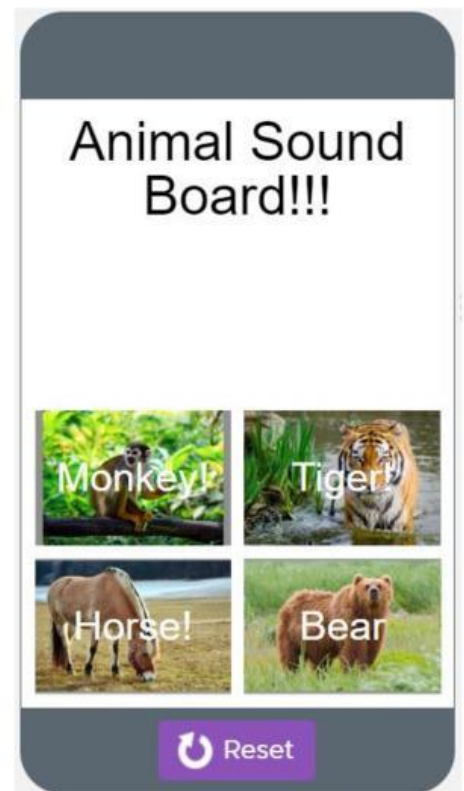 Animal Sound
Board!!!
Monkey!
Tiger!
Horse!
Bear
Reset